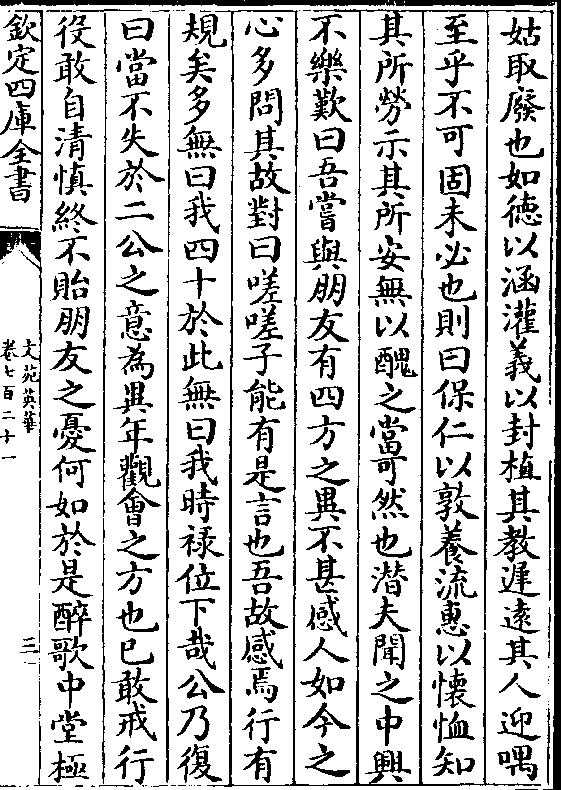 姑取廢也如徳以涵灌義以封植其教遲遠其人迎喁
至乎不可固未必也則曰保仁以敦養流惠以懐恤知
其所勞示其所安無以醜之當可然也潜夫聞之中興
不樂歎曰吾嘗與朋友有四方之異不甚感人如今之
心多問其故對曰嗟嗟子能有是言也吾故感焉行有
規矣多無曰我四十於此無曰我時禄位下哉公乃復
曰當不失於二公之意為異年觀會之方也已敢戒行
役敢自清慎終不貽朋友之憂何如於是醉歌中堂極
欽定四庫全書
文苑英華
卷七百二十一
三